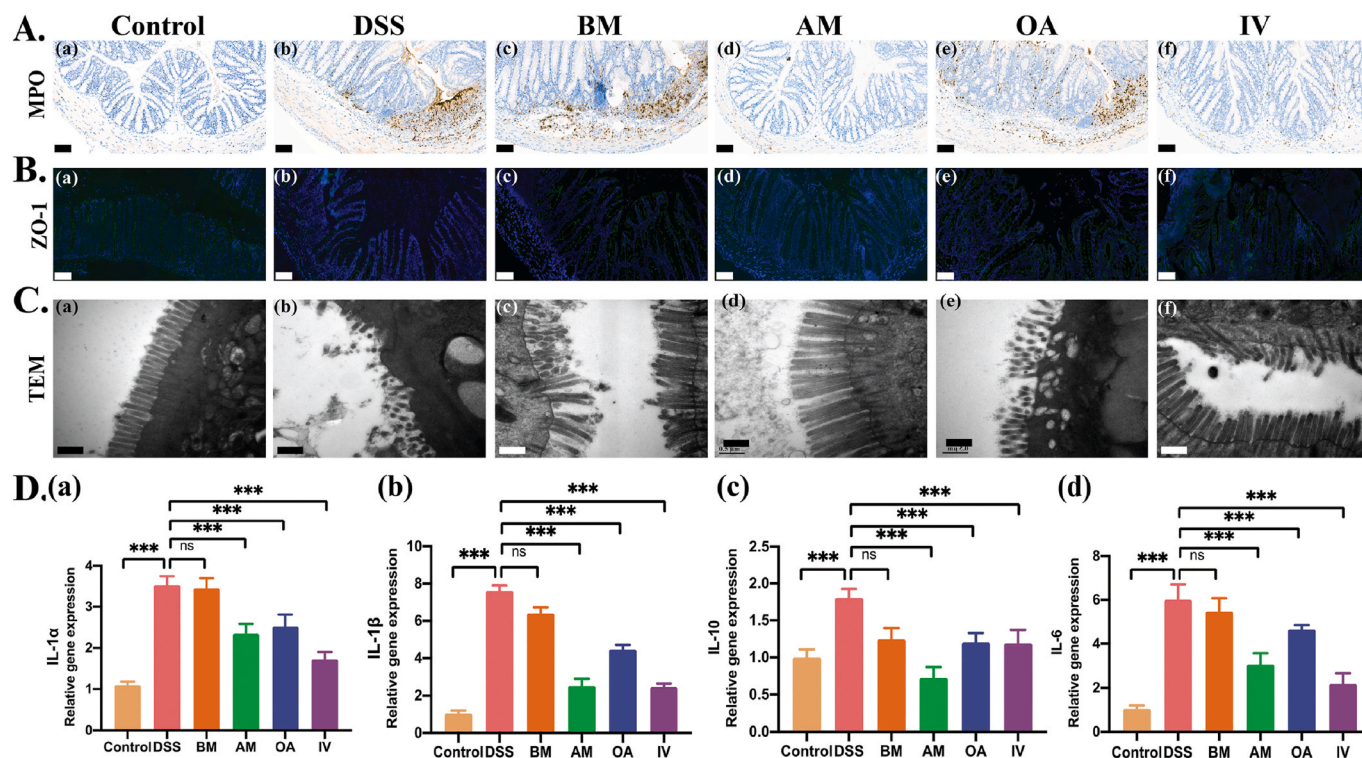 Control DSS BM AM OA IV
A.
MPO
(a) (b) (c) (d) (e) (f)
B.
ZO-1
(a) (b) (c) (d) (e) (f)
C.
TEM
(a) (b) (c) (d) (e) (f)
D.
(a)
***
***
***
*** ns
IL-1α
Relative gene expression
4
3
2
1
0
Control DSS BM AM OA IV
(b)
***
***
***
*** ns
IL-1β
Relative gene expression
10
8
6
4
2
0
Control DSS BM AM OA IV
(c)
***
***
***
*** ns
IL-10
Relative gene expression
2.5
2.0
1.5
1.0
0.5
0.0
Control DSS BM AM OA IV
(d)
***
***
***
*** ns
IL-6
Relative gene expression
8
6
4
2
0
Control DSS BM AM OA IV